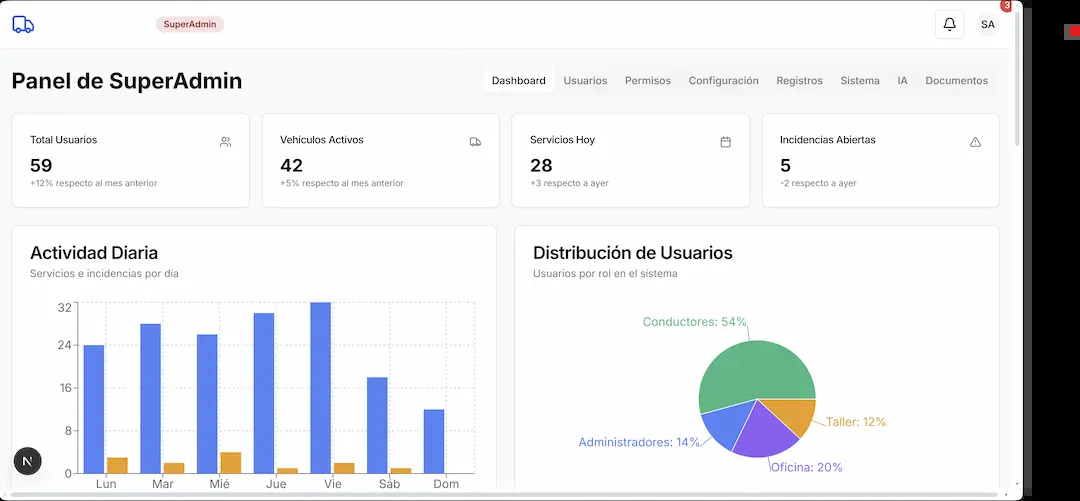 3
SuperAdmin
SA
Panel de SuperAdmin
Dashboard Usuarios Permisos Configuración Registros Sistema IA Documentos
Total Usuarios
59
+12% respecto al mes anterior
Vehículos Activos
42
+5% respecto al mes anterior
Servicios Hoy
28
+3 respecto a ayer
Incidencias Abiertas
5
-2 respecto a ayer
Actividad Diaria
Servicios e incidencias por día
32
24
16
8
0
Lun Mar Mié Jue Vie Sáb Dom
Distribución de Usuarios
Usuarios por rol en el sistema
Conductores: 54%
Taller: 12%
Administradores: 14%
Oficina: 20%
N